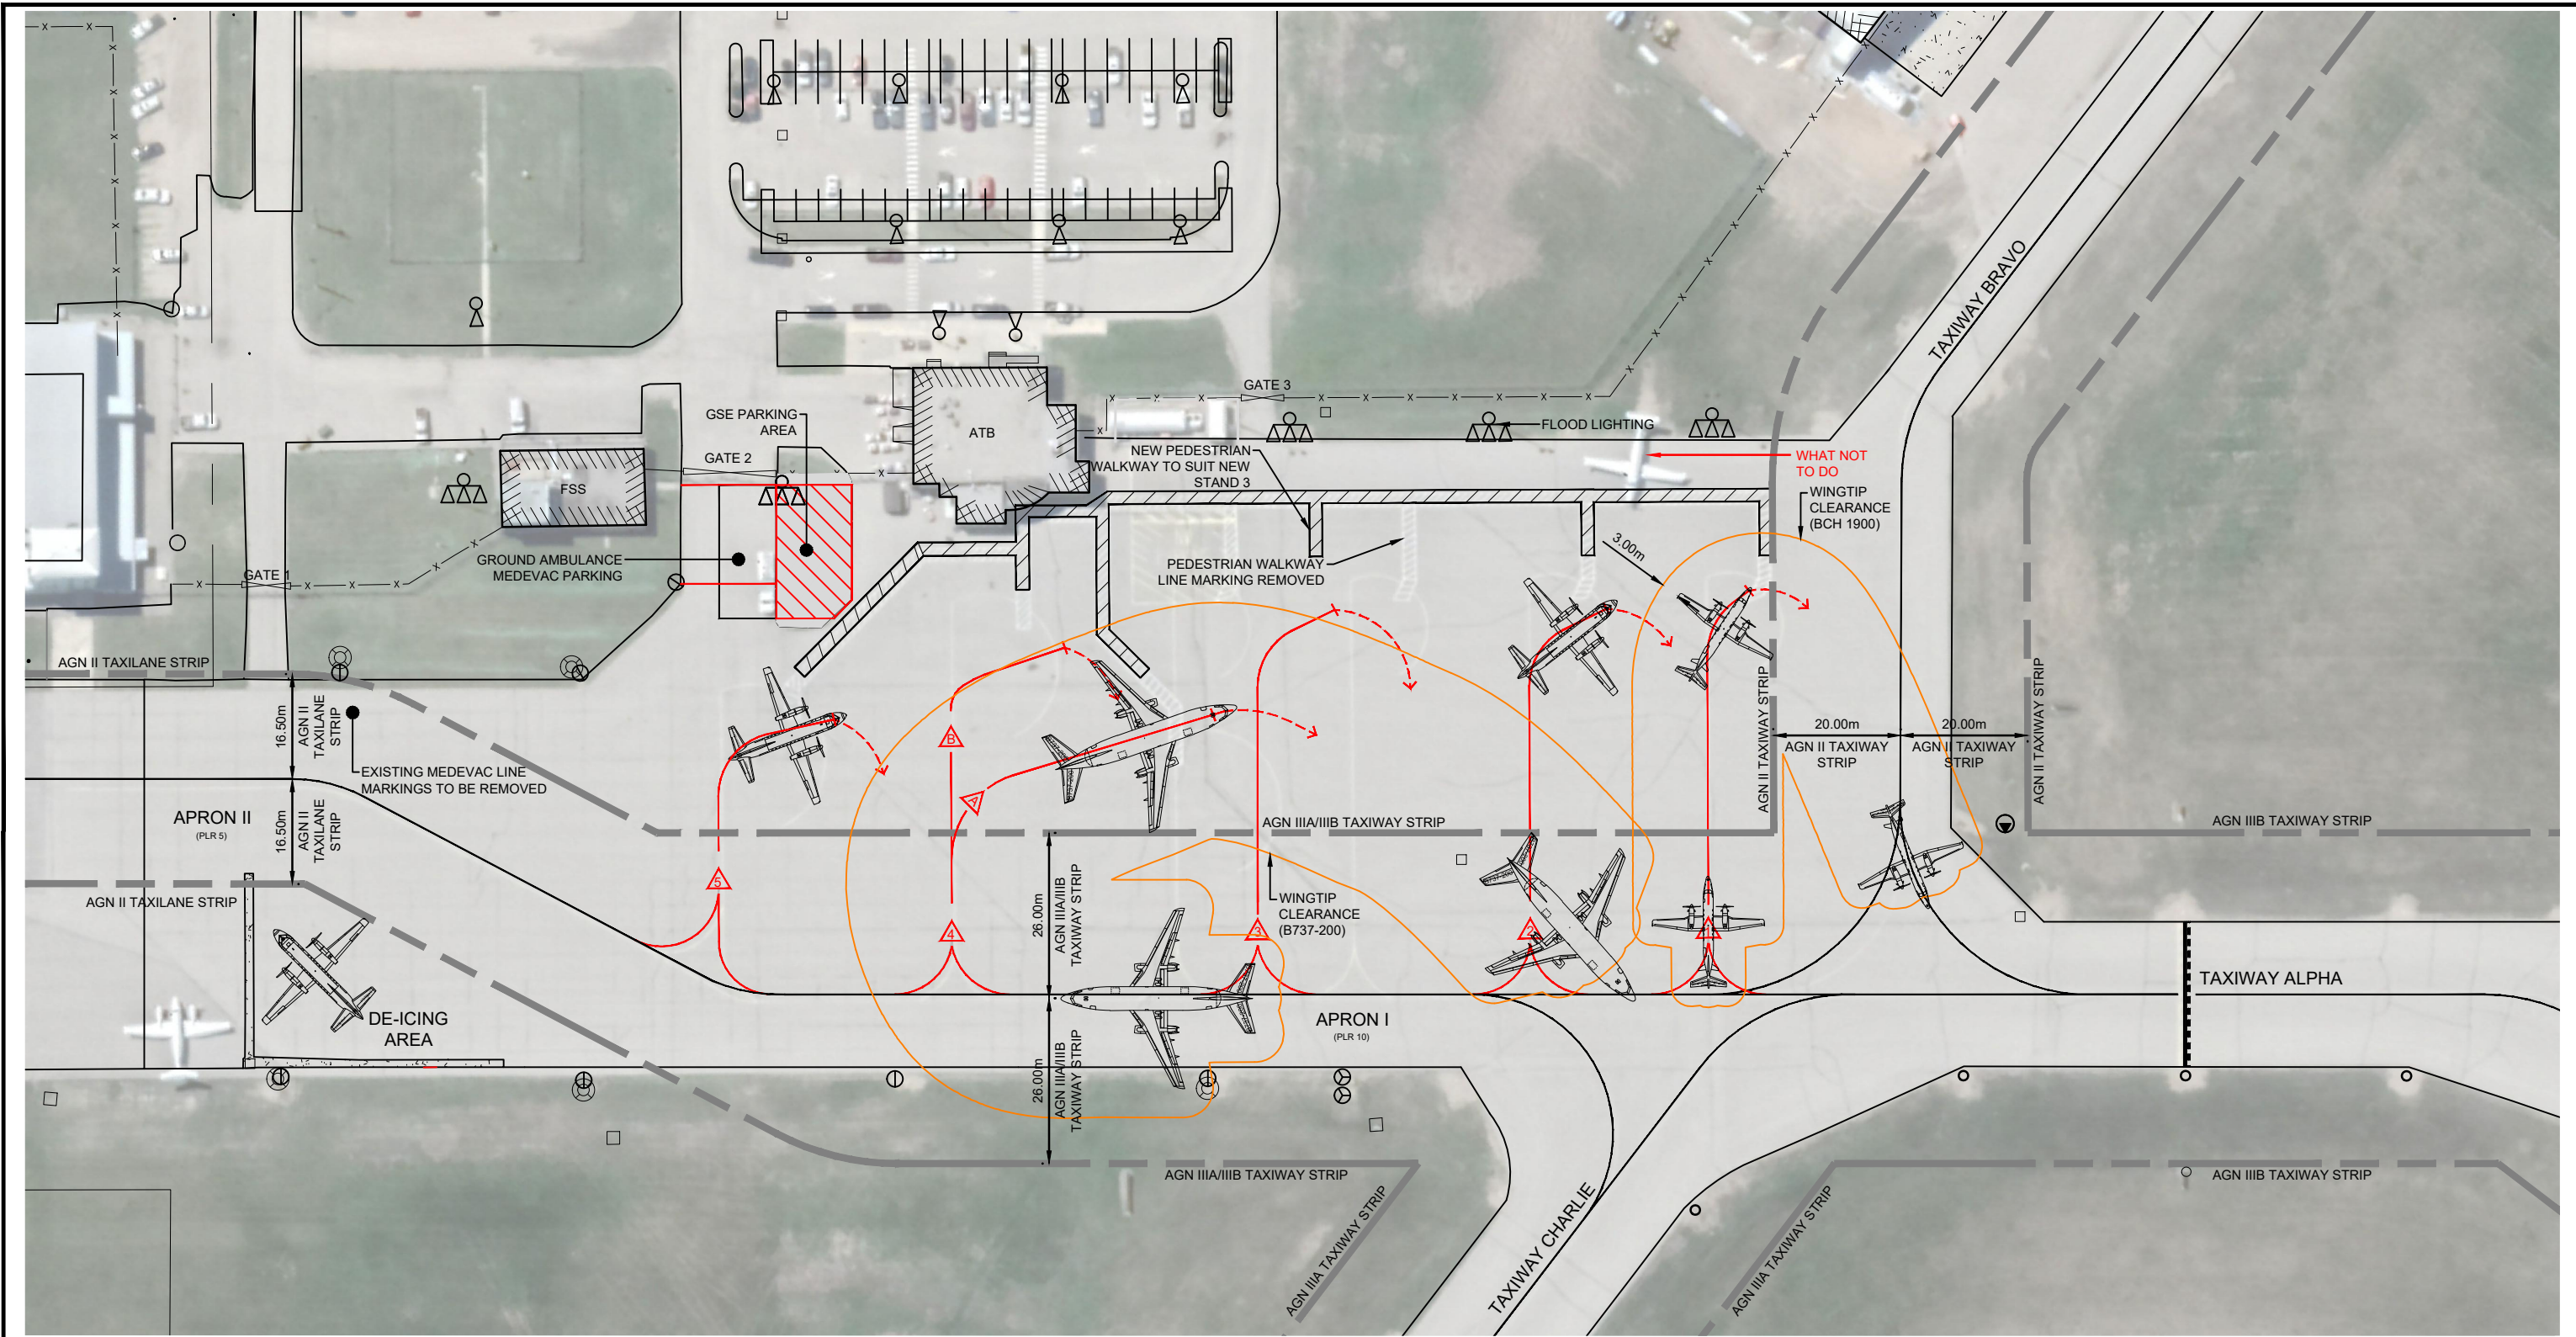 TAXIWAY BRAVO
GATE 3
GSE PARKING
AREA
ATB
FLOOD LIGHTING
NEW PEDESTRIAN
WALKWAY TO SUIT NEW
STAND 3
WHAT NOT
TO DO
GATE 2
FSS
WINGTIP
CLEARANCE
(BCH 1900)
3.00m
GROUND AMBULANCE
MEDEVAC PARKING
PEDESTRIAN WALKWAY
LINE MARKING REMOVED
GATE 1
AGN II TAXILANE STRIP
16.50m
AGN II
TAXILANE
STRIP
EXISTING MEDEVAC LINE
MARKINGS TO BE REMOVED
B
A
AGN II TAXIWAY STRIP
20.00m
AGN II TAXIWAY
STRIP
20.00m
AGN II TAXIWAY
STRIP
AGN II TAXIWAY STRIP
APRON II
(PLR 5)
16.50m
AGN II
TAXILANE
STRIP
AGN IIIA/IIIB TAXIWAY STRIP
AGN IIIB TAXIWAY STRIP
AGN II TAXILANE STRIP
5
4
3
2
1
26.00m
AGN IIIA/IIIB
TAXIWAY STRIP
WINGTIP
CLEARANCE
(B737-200)
DE-ICING
AREA
APRON I
(PLR 10)
TAXIWAY ALPHA
26.00m
AGN IIIA/IIIB
TAXIWAY STRIP
AGN IIIA/IIIB TAXIWAY STRIP
AGN IIIB TAXIWAY STRIP
AGN IIIA TAXIWAY STRIP
TAXIWAY CHARLIE
AGN IIIA TAXIWAY STRIP